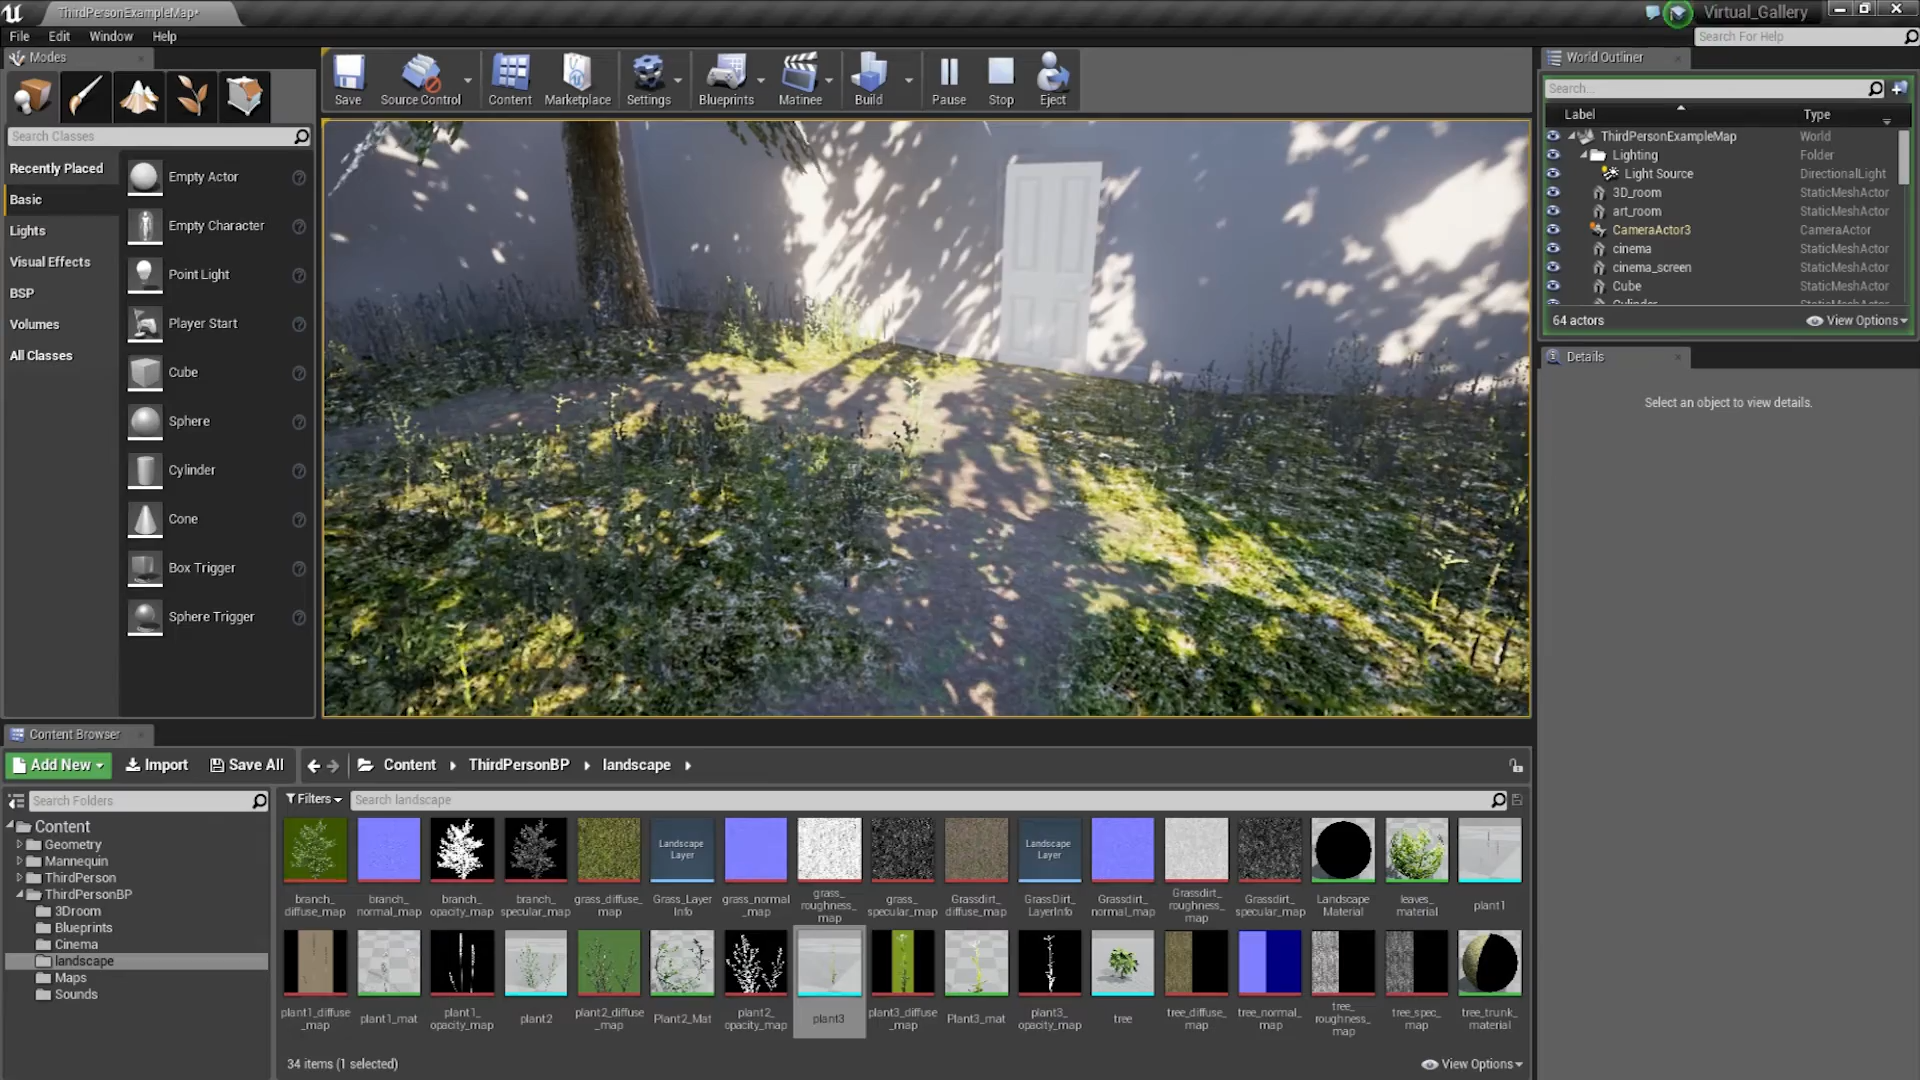 ThirdPersonExampleMap*
Virtual_Gallery
File Edit Window Help
Search For Help
Modes
Search Classes
Recently Placed
Basic
Lights
Visual Effects
BSP
Volumes
All Classes
Empty Actor
Empty Character
Point Light
Player Start
Cube
Sphere
Cylinder
Cone
Box Trigger
Sphere Trigger
Save
Source Control
Content
Marketplace
Settings
Blueprints
Matinee
Build
Pause
Stop
Eject
World Outliner
Search...
Label Type
ThirdPersonExampleMap World
Lighting Folder
Light Source DirectionalLight
3D_room StaticMeshActor
art_room StaticMeshActor
CameraActor3 CameraActor
cinema StaticMeshActor
cinema_screen StaticMeshActor
Cube StaticMeshActor
Cylinder StaticMeshActor
64 actors View Options
Details
Select an object to view details.
Content Browser
Add New Import Save All Content ThirdPersonBP landscape
Search Folders
Content
Geometry
Mannequin
ThirdPerson
ThirdPersonBP
3Droom
Blueprints
Cinema
landscape
Maps
Sounds
Filters Search landscape
Landscape
Layer
Landscape
Layer
branch_
diffuse_map
branch_
normal_map
branch_
opacity_map
branch_
specular_map
grass_diffuse_
map
Grass_Layer
Info
grass_normal
_map
grass_
roughness_
map
grass_
specular_map
Grassdirt_
diffuse_map
GrassDirt_
LayerInfo
Grassdirt_
normal_map
Grassdirt_
roughness_
map
Grassdirt_
specular_map
Landscape
Material
leaves_
material
plant1
plant1_diffuse
_map
plant1_mat
plant1_
opacity_map
plant2
plant2_diffuse
_map
Plant2_Mat
plant2_
opacity_map
plant3
plant3_diffuse
_map
Plant3_mat
plant3_
opacity_map
tree
tree_diffuse_
map
tree_normal_
map
tree_
roughness_
map
tree_spec_
map
tree_trunk_
material
34 items (1 selected)
View Options